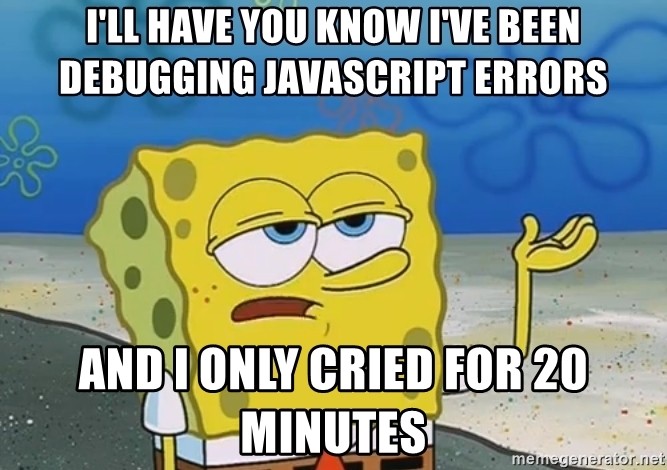 I'LL HAVE YOU KNOW I'VE BEEN
DEBUGGING JAVASCRIPT ERRORS
AND I ONLY CRIED FOR 20
MINUTES
memegenerator.net